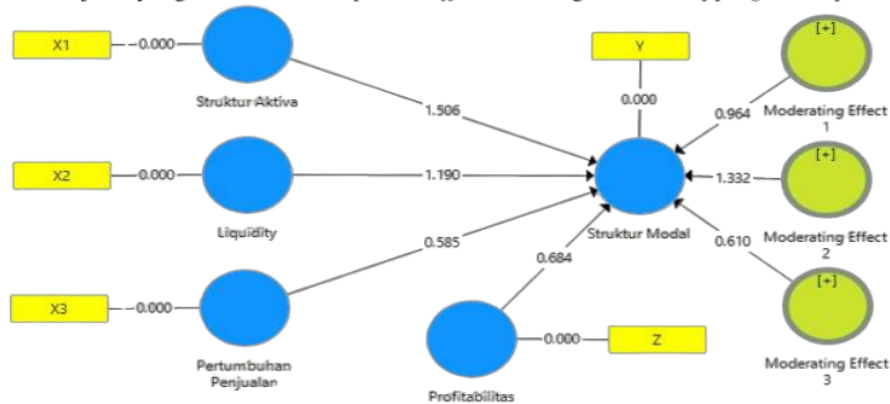 X1
-0.000
Struktur Aktiva
1.506
X2
0.000
Liquidity
1.190
X3
-0.000
Pertumbuhan
Penjualan
0.585
Y
0.000
Struktur Modal
Profitabilitas
0.684
0.000
Z
[+]
Moderating Effect
1
0.964
[+]
Moderating Effect
2
1.332
[+]
Moderating Effect
3
0.610